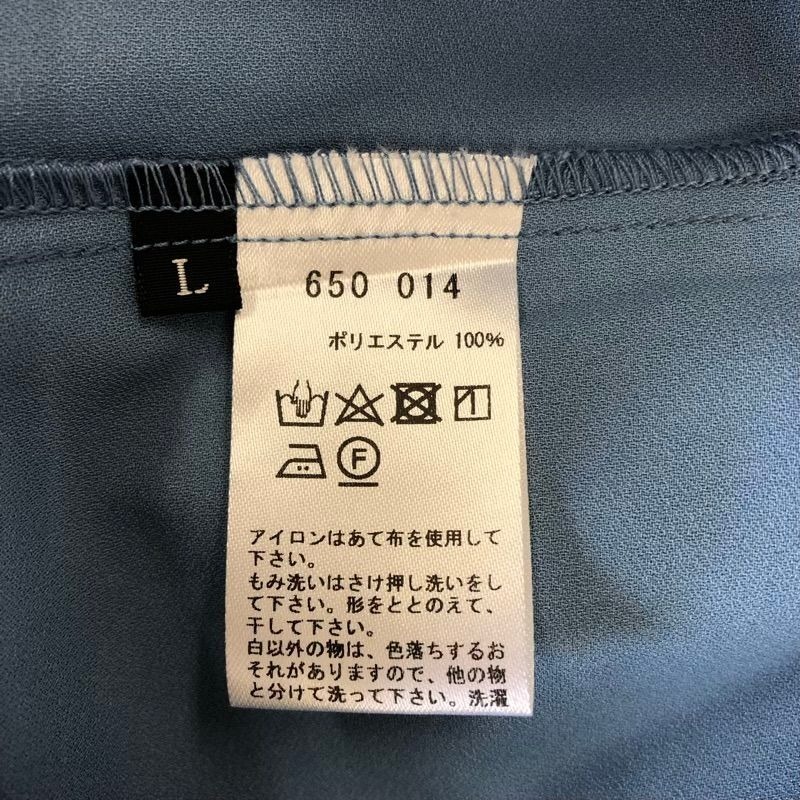 L
650 014
ポリエステル 100%
F
アイロンはあて布を使用して
下さい。
もみ洗いはさけ押し洗いをし
て下さい。形をととのえて、
干して下さい。
白以外の物は、色落ちするお
それがありますので、他の物
と分けて洗って下さい。洗濯